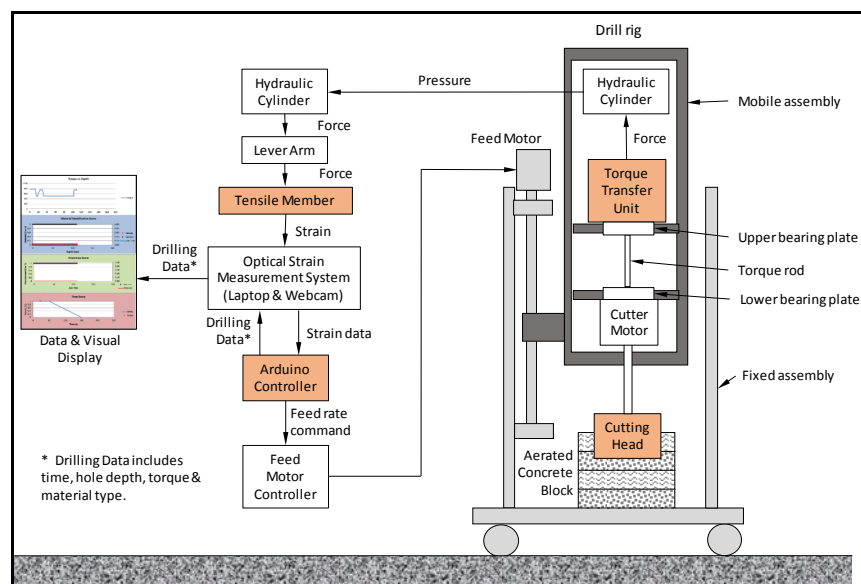 Drill rig
Hydraulic
Cylinder
Pressure
Hydraulic
Cylinder
Mobile assembly
Force
Lever Arm
Force
Feed Motor
Force
Tensile Member
Torque
Transfer
Unit
Strain
Upper bearing plate
Drilling
Data*
Optical Strain
Measurement System
(Laptop & Webcam)
Torque rod
Lower bearing plate
Data & Visual
Display
Drilling
Data*
Strain data
Cutter
Motor
Arduino
Controller
Fixed assembly
Feed rate
command
Cutting
Head
* Drilling Data includes
time, hole depth, torque &
material type.
Feed
Motor
Controller
Aerated
Concrete
Block